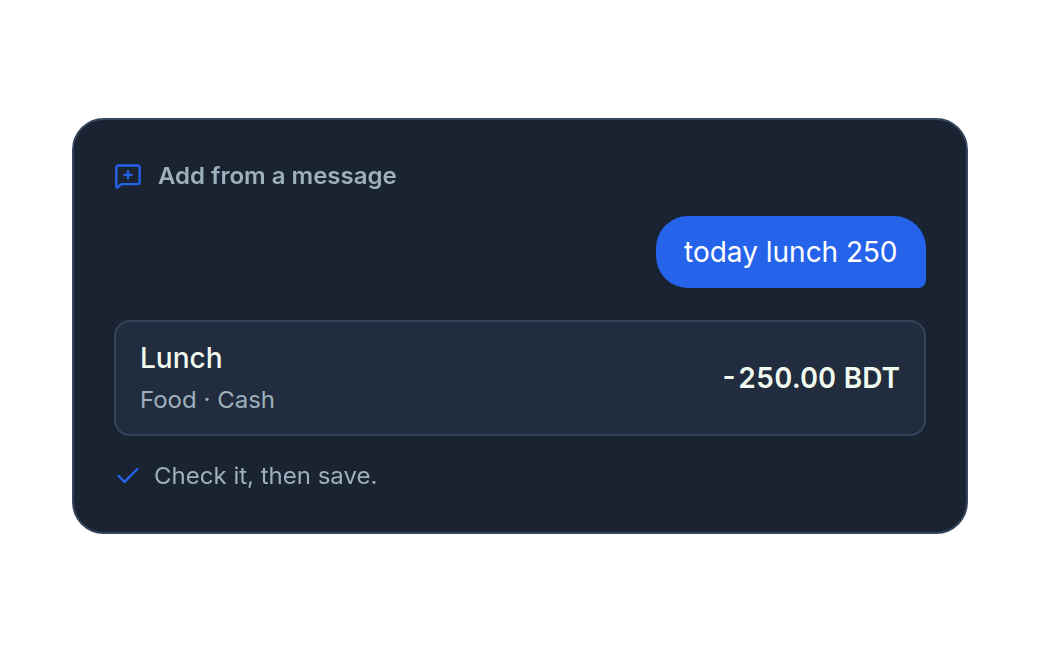 Add from a message
today lunch 250
Lunch
Food · Cash
-250.00 BDT
Check it, then save.